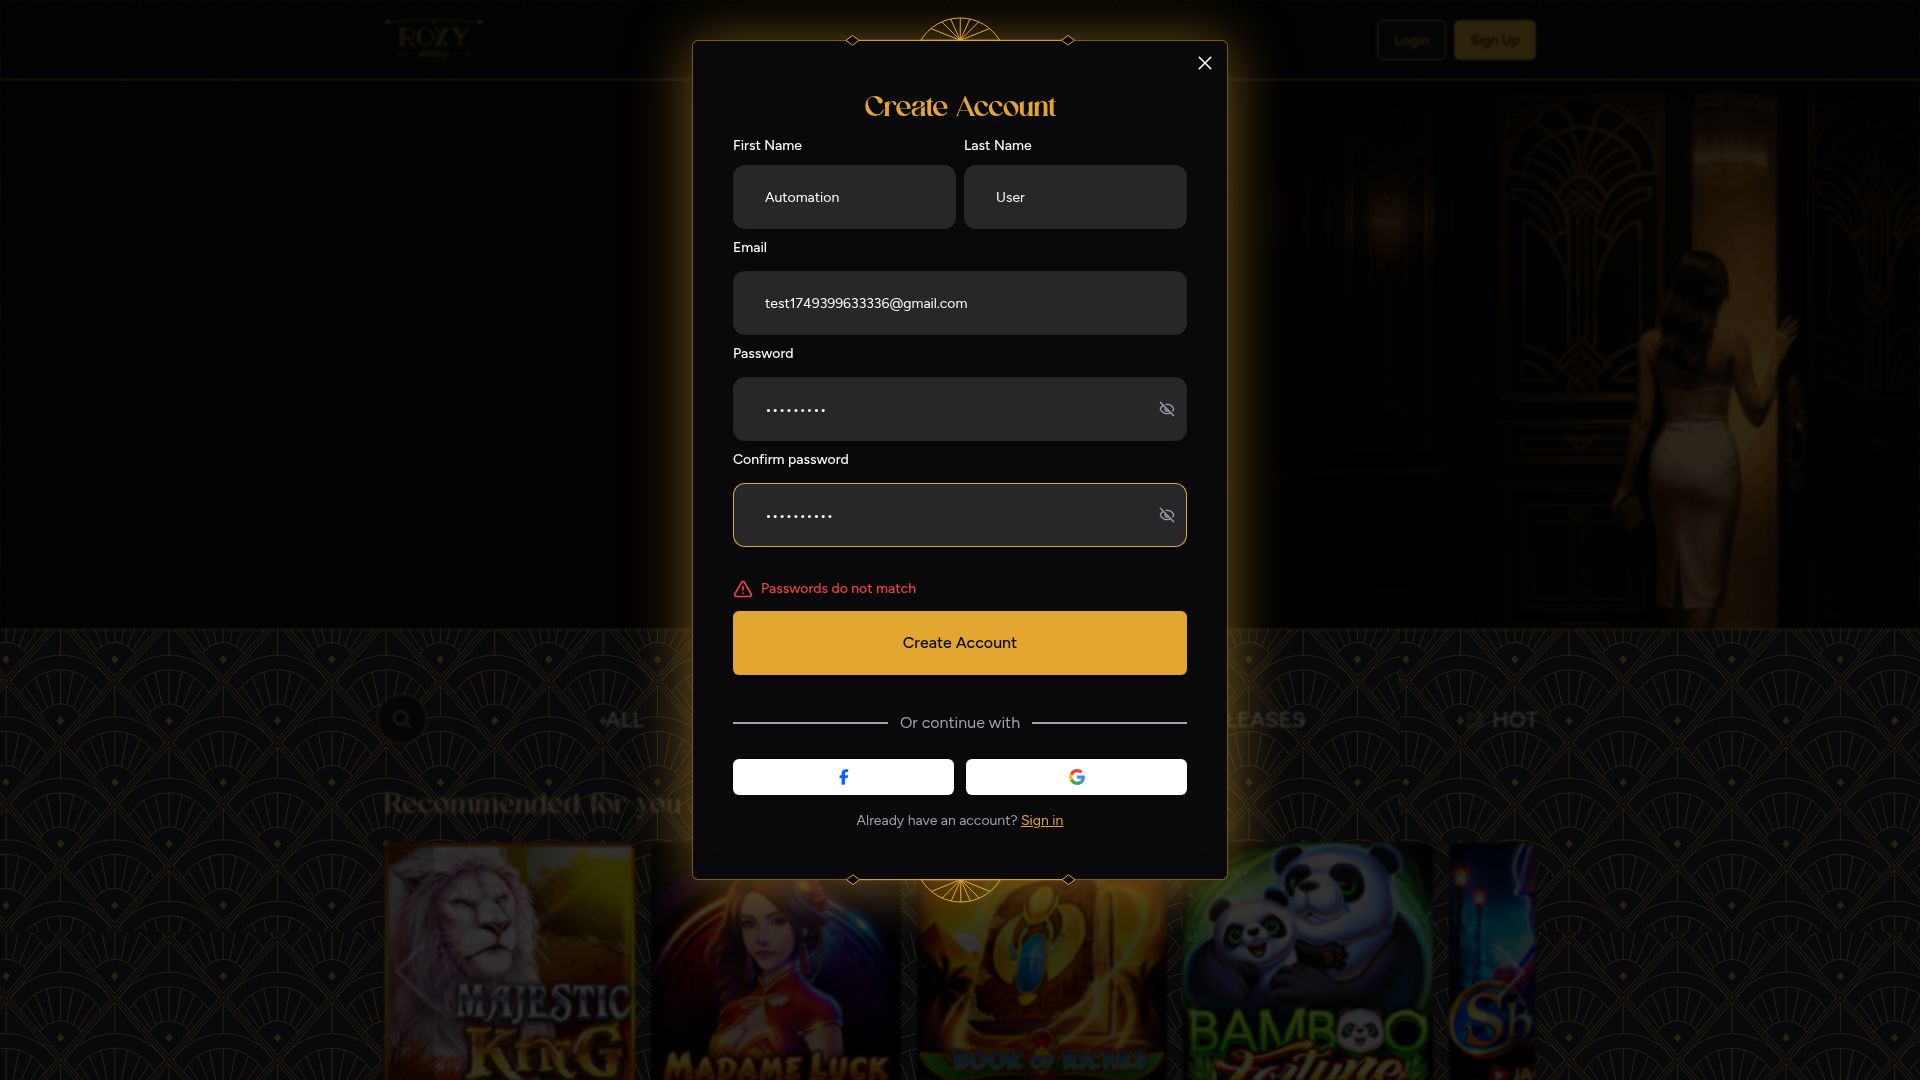 ROXY
Login
Sign Up
Create Account
First Name
Last Name
Automation
User
Email
test1749399633336@gmail.com
Password
•••••••••
Confirm password
••••••••••
Passwords do not match
Create Account
ALL
LEASES
HOT
Or continue with
Recommended for you
Already have an account? Sign in
MAJESTIC
KING
MADAME LUCK
BOOK OF RICHES
BAMBOO
Fortune
Sh
JA